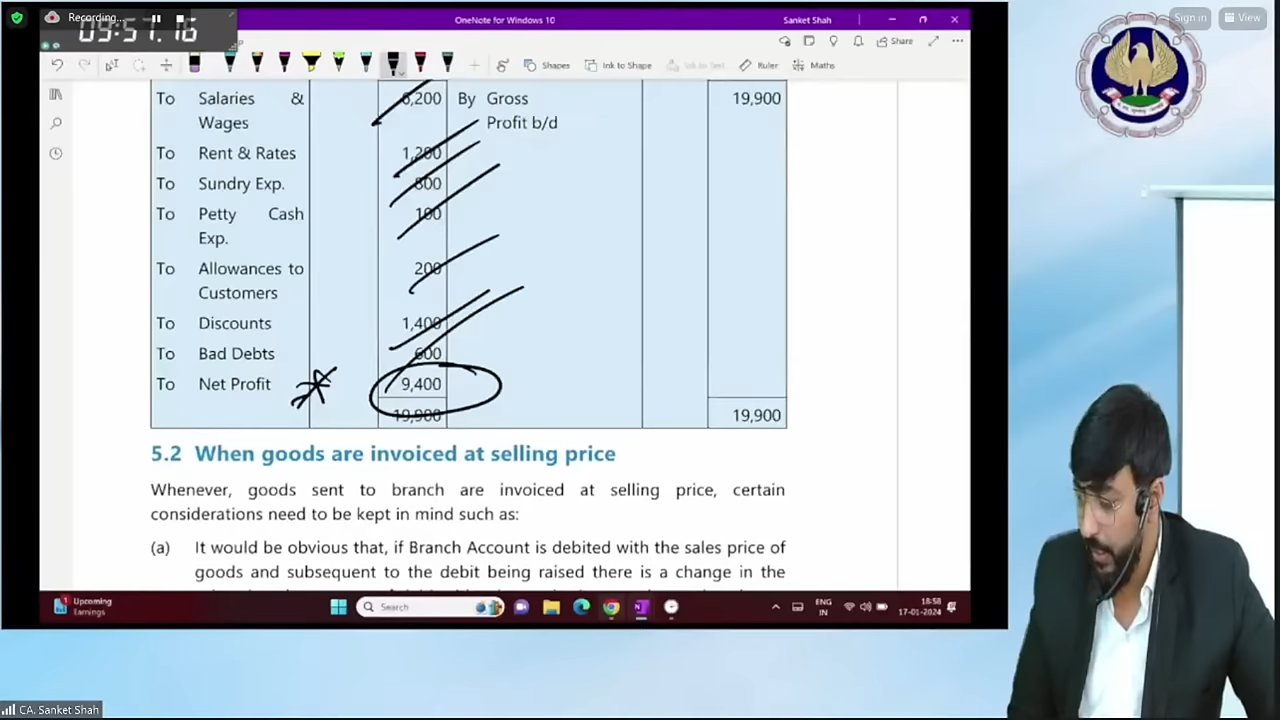 Recording...
09:57.16
OneNote for Windows 10
Sanket Shah
Sign in
View
Share
Shapes
Ink to Shape
Ink to Text
Ruler
Maths
To Salaries & Wages 6,200 By Gross Profit b/d 19,900
To Rent & Rates 1,200
To Sundry Exp. 800
To Petty Cash Exp. 100
To Allowances to Customers 200
To Discounts 1,400
To Bad Debts 600
To Net Profit 9,400
19,900 19,900
5.2 When goods are invoiced at selling price
Whenever, goods sent to branch are invoiced at selling price, certain
considerations need to be kept in mind such as:
(a) It would be obvious that, if Branch Account is debited with the sales price of
goods and subsequent to the debit being raised there is a change in the
Upcoming
Earnings
Search
ENG
IN
18:58
17-01-2024
CA. Sanket Shah